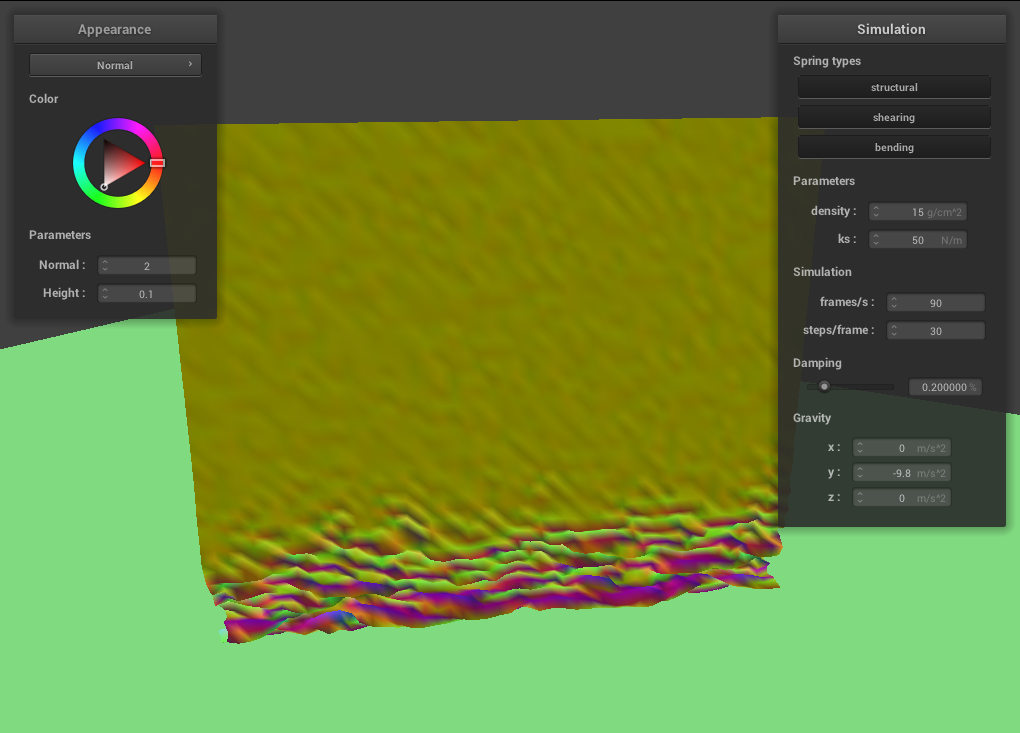 Appearance
Normal
Color
Parameters
Normal : 2
Height : 0.1
Simulation
Spring types
structural
shearing
bending
Parameters
density : 15 g/cm^2
ks : 50 N/m
Simulation
frames/s : 90
steps/frame : 30
Damping
0.200000 %
Gravity
x : 0 m/s^2
y : -9.8 m/s^2
z : 0 m/s^2